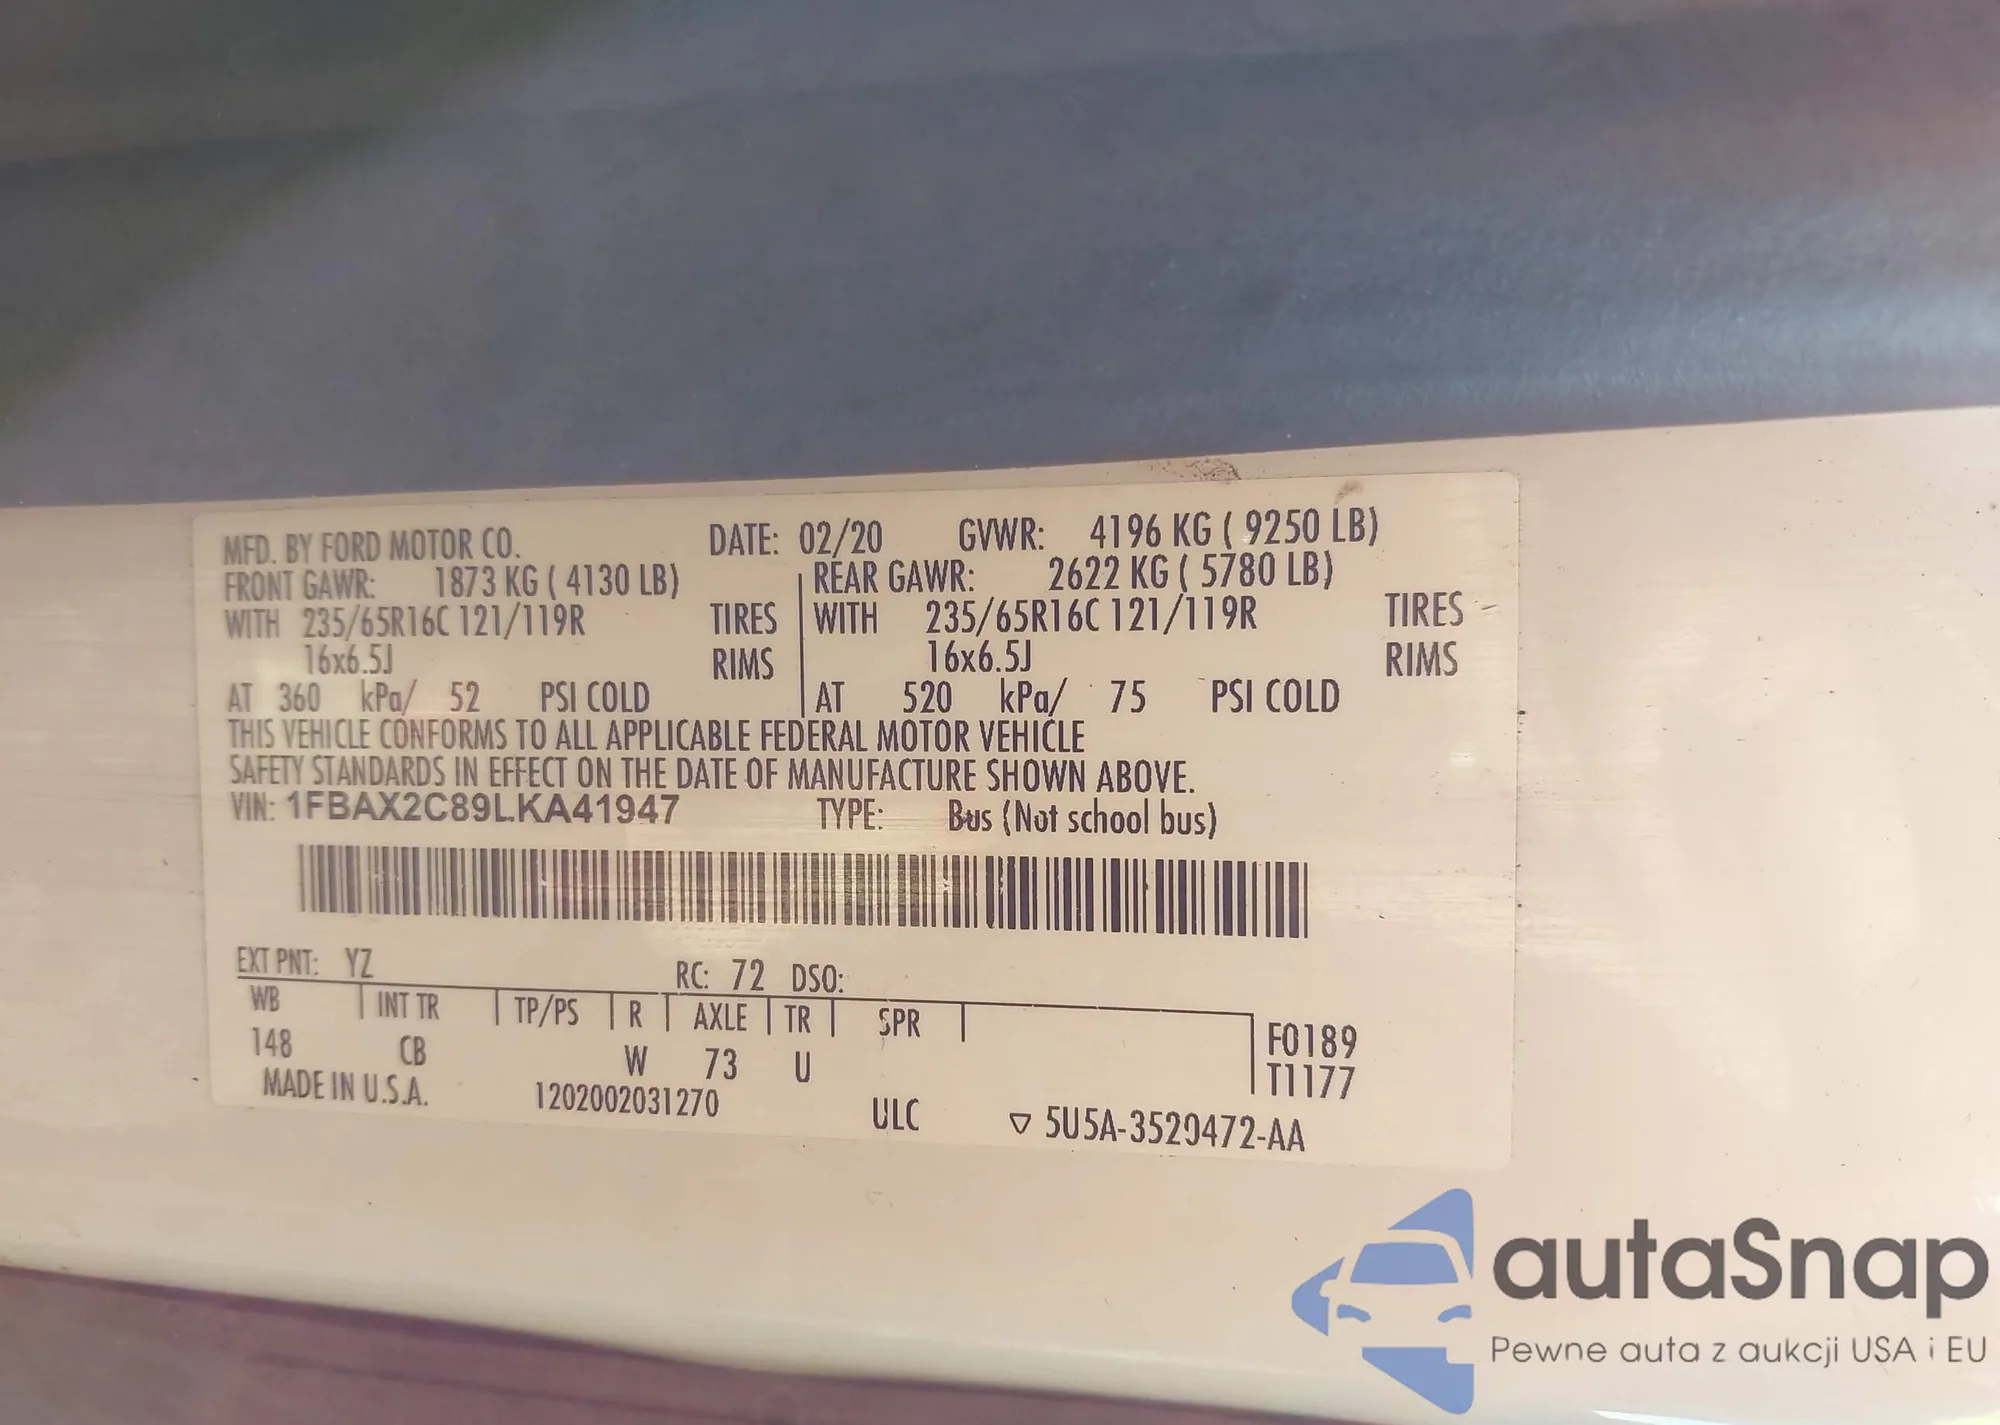 MFD. BY FORD MOTOR CO. DATE: 02/20 GVWR: 4196 KG ( 9250 LB)
FRONT GAWR: 1873 KG ( 4130 LB) REAR GAWR: 2622 KG ( 5780 LB)
WITH 235/65R16C 121/119R TIRES WITH 235/65R16C 121/119R TIRES
16x6.5J RIMS 16x6.5J RIMS
AT 360 kPa/ 52 PSI COLD AT 520 kPa/ 75 PSI COLD
THIS VEHICLE CONFORMS TO ALL APPLICABLE FEDERAL MOTOR VEHICLE
SAFETY STANDARDS IN EFFECT ON THE DATE OF MANUFACTURE SHOWN ABOVE.
VIN: 1FBAX2C89LKA41947 TYPE: Bus (Not school bus)
EXT PNT: YZ RC: 72 DSO:
WB INT TR TP/PS R AXLE TR SPR F0189
148 CB W 73 U T1177
MADE IN U.S.A. 1202002031270 ULC ▽ 5U5A-3520472-AA
autaSnap
Pewne auta z aukcji USA i EU